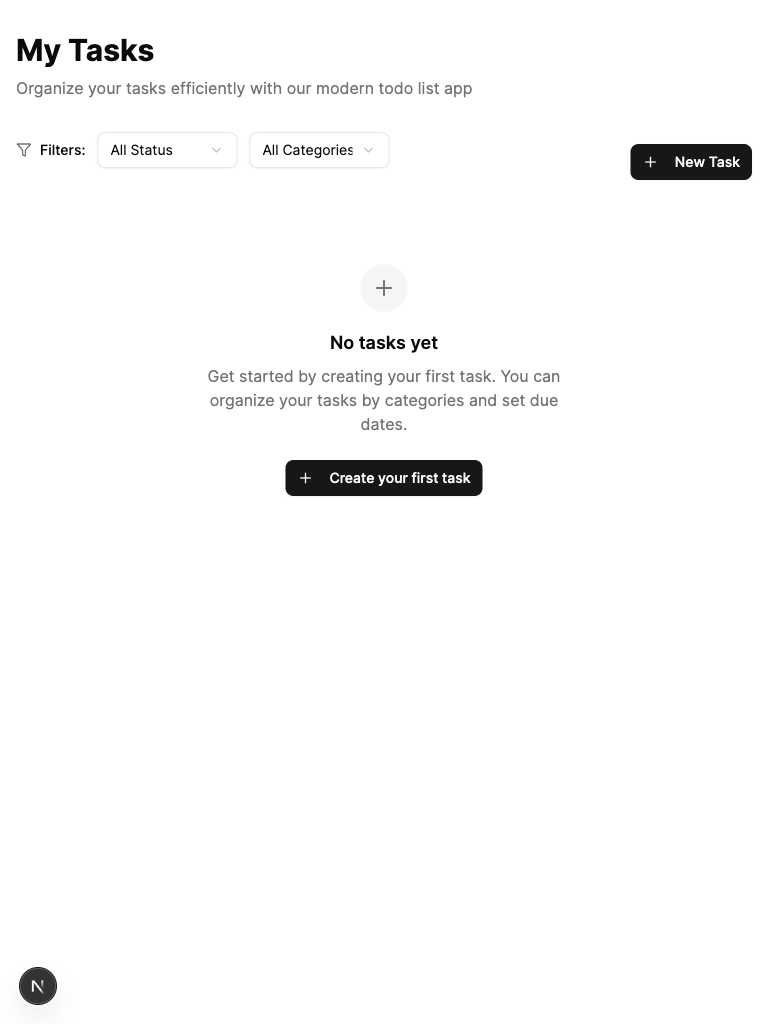 My Tasks
Organize your tasks efficiently with our modern todo list app
Filters:
All Status
All Categories
New Task
No tasks yet
Get started by creating your first task. You can
organize your tasks by categories and set due
dates.
Create your first task
N